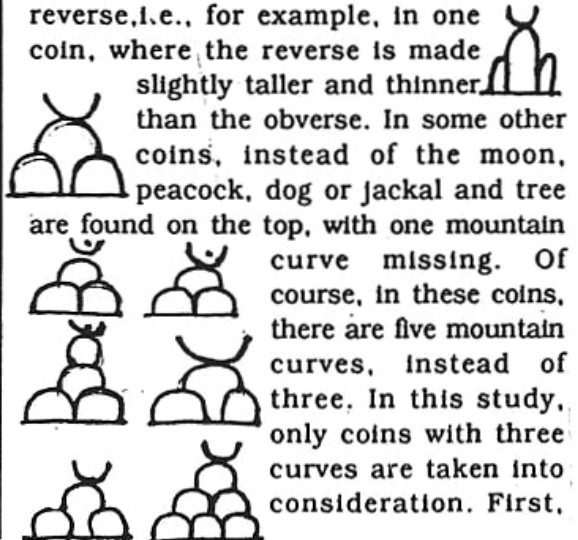 reverse,i.e., for example, in one
coin, where the reverse is made
slightly taller and thinner
than the obverse. In some other
coins, instead of the moon,
peacock, dog or jackal and tree
are found on the top, with one mountain
curve missing. Of
course, in these coins,
there are five mountain
curves, instead of
three. In this study,
only coins with three
curves are taken into
consideration. First,